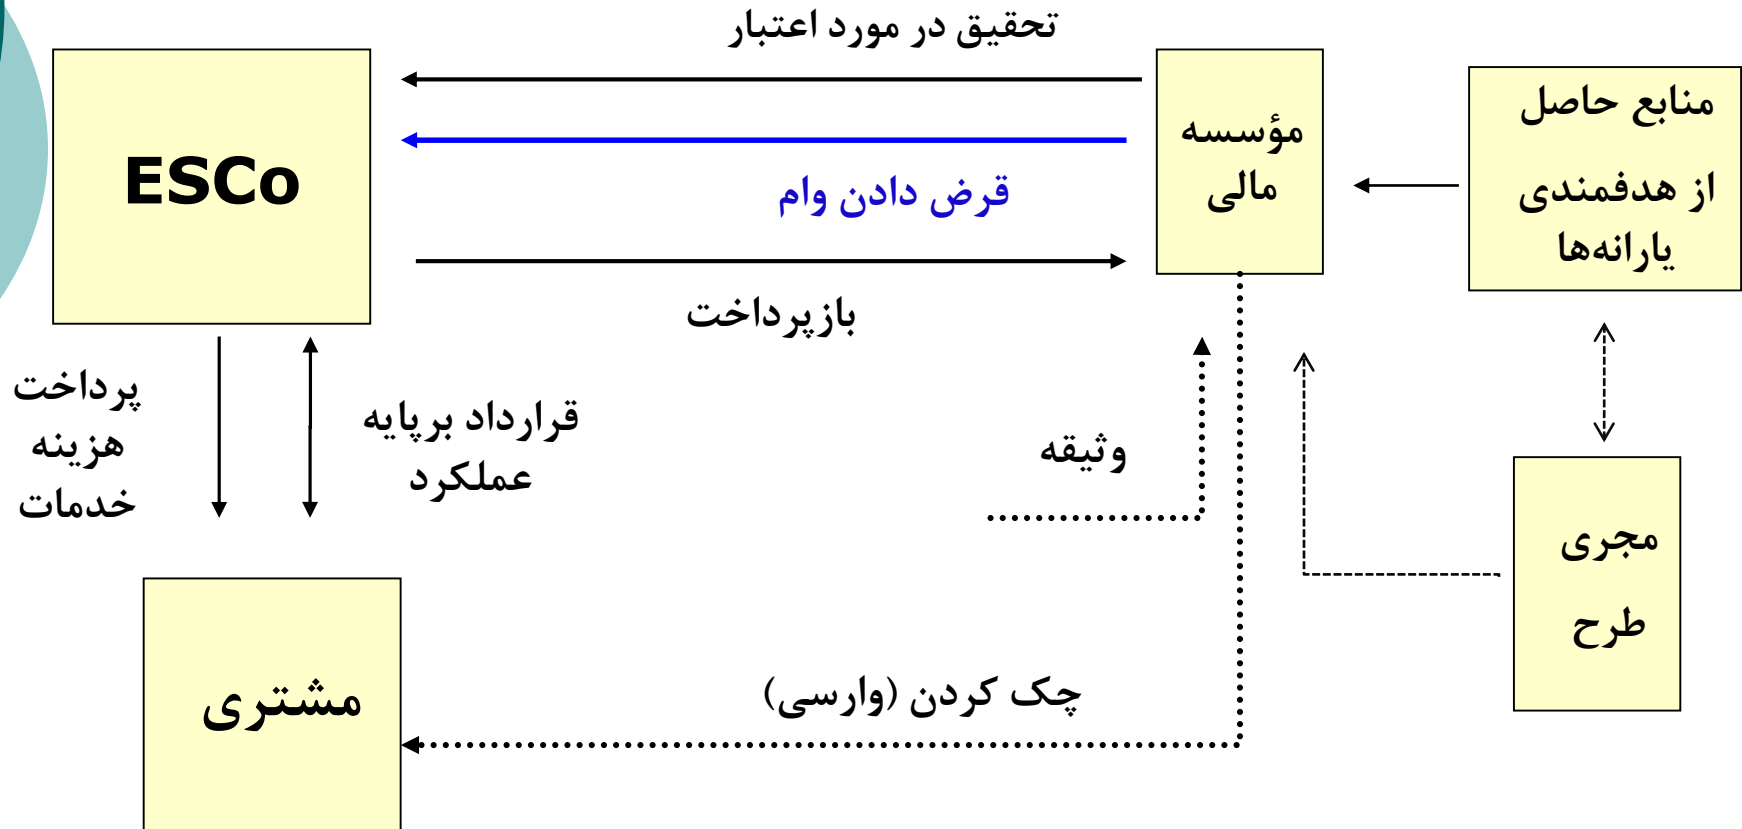 تحقیق در مورد اعتبار
منابع حاصل
از هدفمندی
یارانه‌ها
مؤسسه
مالی
ESCo
قرض دادن وام
بازپرداخت
پرداخت
هزینه
خدمات
قرارداد برپایه
عملکرد
وثیقه
مجری
طرح
چک کردن (وارسی)
مشتری